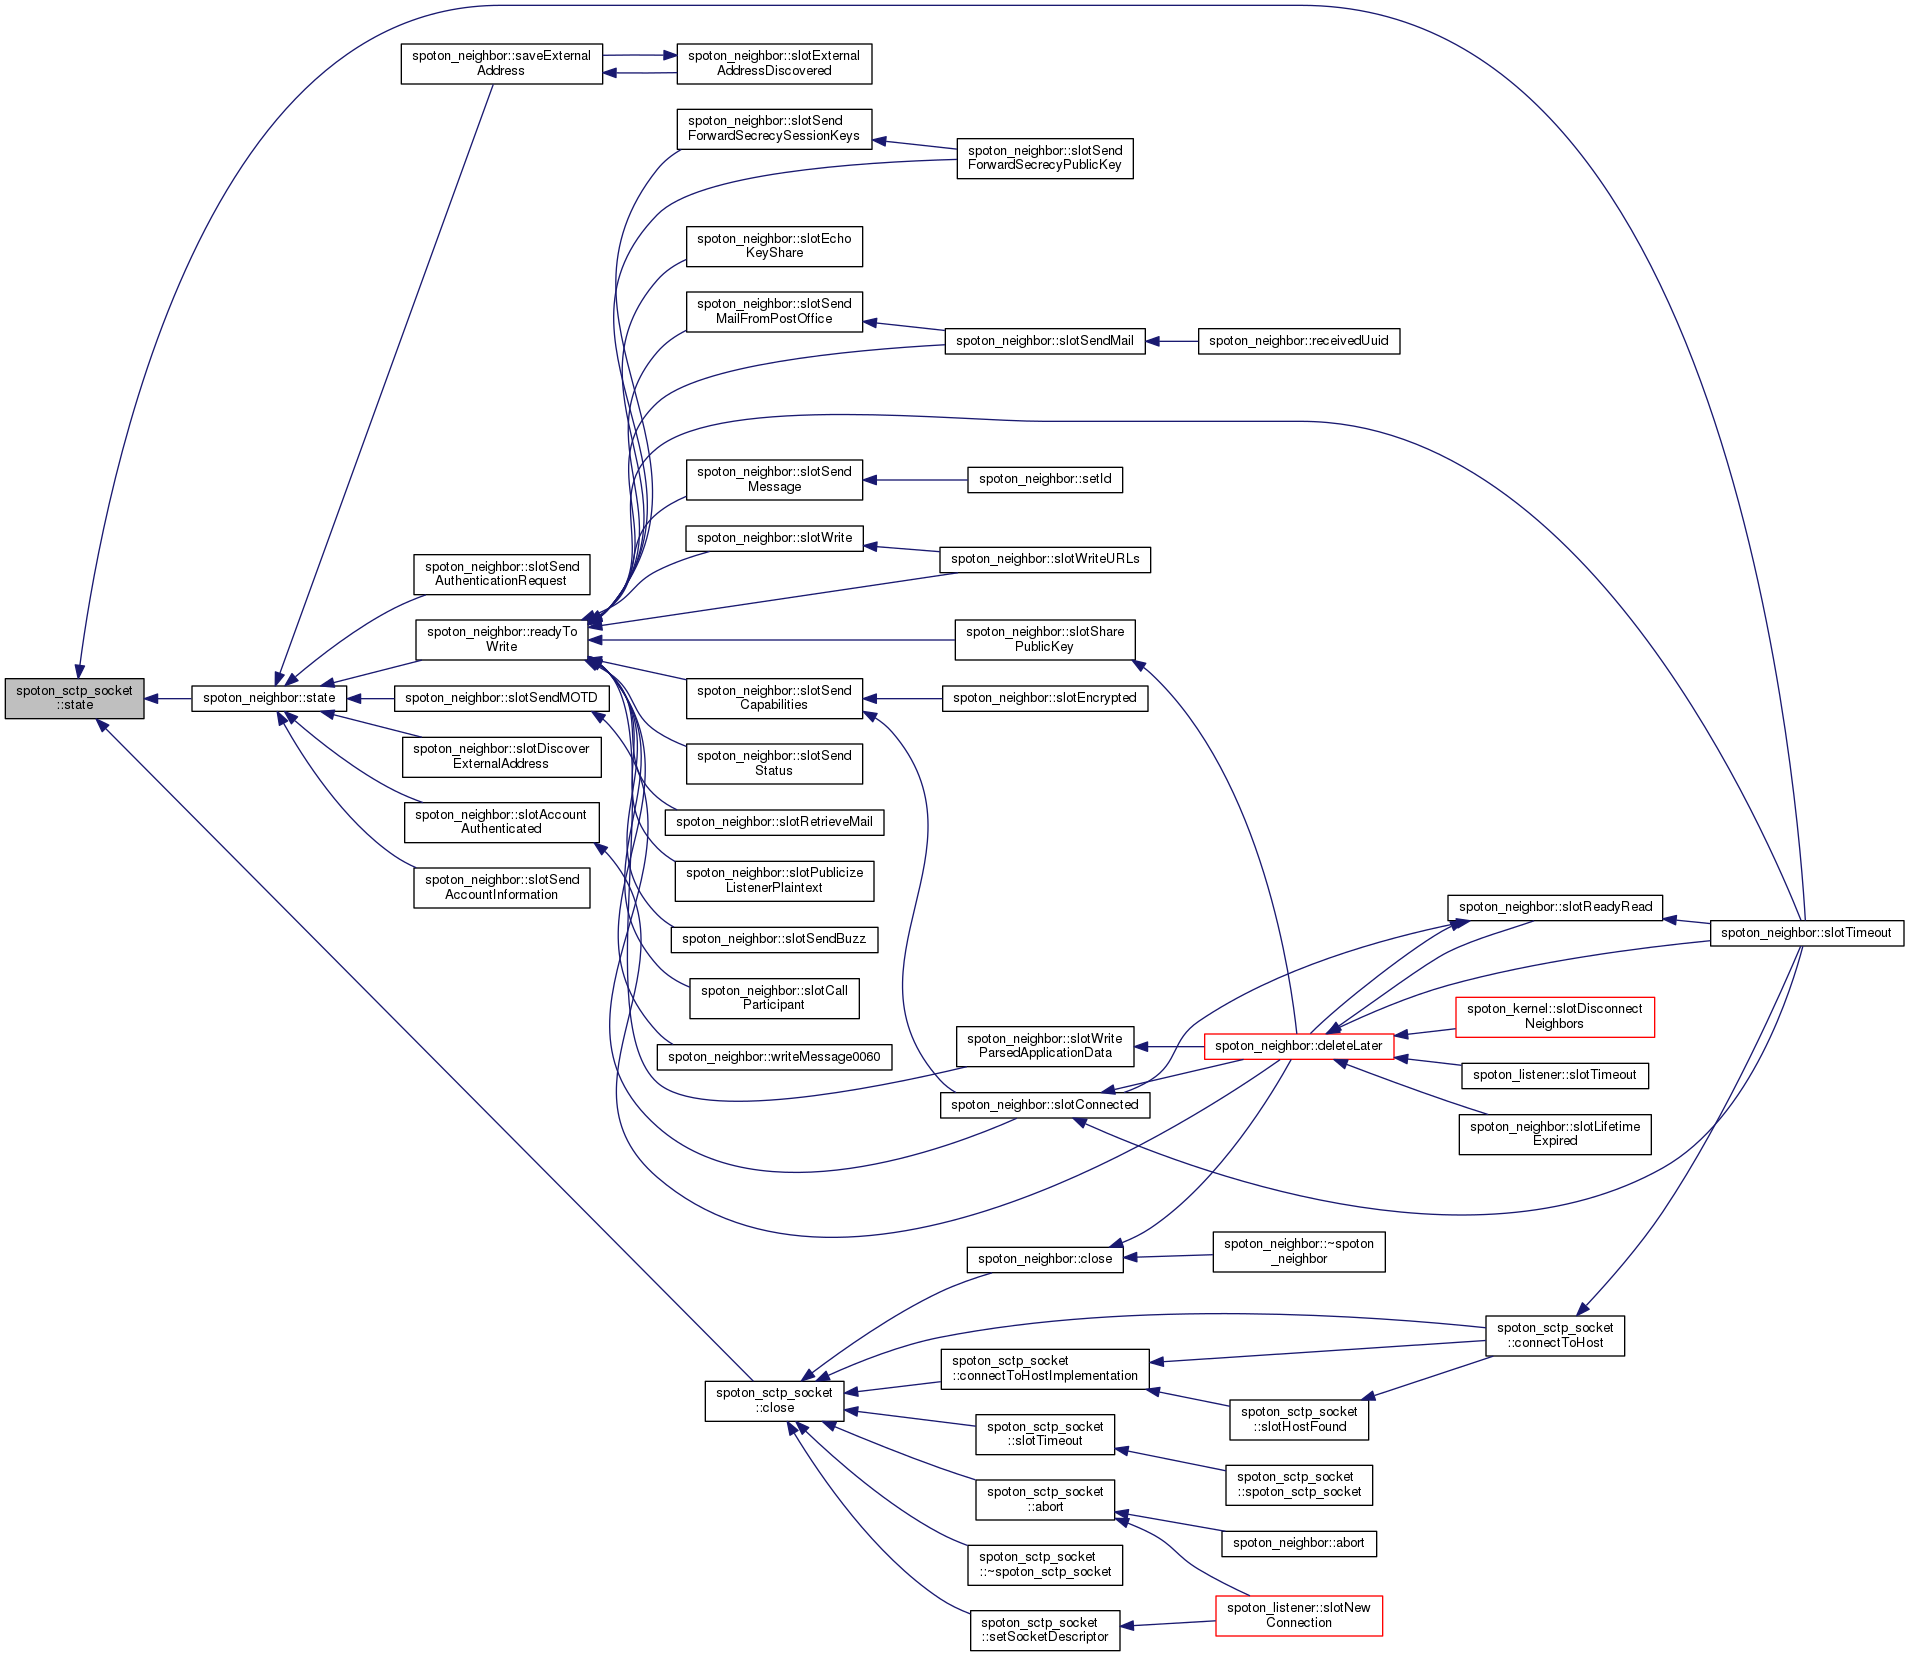 spoton_sctp_socket
::state
spoton_neighbor::state
spoton_neighbor::saveExternal
Address
spoton_neighbor::slotExternal
AddressDiscovered
spoton_neighbor::slotSend
AuthenticationRequest
spoton_neighbor::readyTo
Write
spoton_neighbor::slotSendMOTD
spoton_neighbor::slotDiscover
ExternalAddress
spoton_neighbor::slotAccount
Authenticated
spoton_neighbor::slotSend
AccountInformation
spoton_neighbor::slotSend
ForwardSecrecySessionKeys
spoton_neighbor::slotSend
ForwardSecrecyPublicKey
spoton_neighbor::slotEcho
KeyShare
spoton_neighbor::slotSend
MailFromPostOffice
spoton_neighbor::slotSendMail
spoton_neighbor::receivedUuid
spoton_neighbor::slotSend
Message
spoton_neighbor::setId
spoton_neighbor::slotWrite
spoton_neighbor::slotWriteURLs
spoton_neighbor::slotShare
PublicKey
spoton_neighbor::slotSend
Capabilities
spoton_neighbor::slotEncrypted
spoton_neighbor::slotSend
Status
spoton_neighbor::slotRetrieveMail
spoton_neighbor::slotPublicize
ListenerPlaintext
spoton_neighbor::slotSendBuzz
spoton_neighbor::slotCall
Participant
spoton_neighbor::writeMessage0060
spoton_neighbor::slotWrite
ParsedApplicationData
spoton_neighbor::slotConnected
spoton_neighbor::deleteLater
spoton_neighbor::slotReadyRead
spoton_neighbor::slotTimeout
spoton_kernel::slotDisconnect
Neighbors
spoton_listener::slotTimeout
spoton_neighbor::slotLifetime
Expired
spoton_neighbor::close
spoton_neighbor::~spoton
_neighbor
spoton_sctp_socket
::connectToHost
spoton_sctp_socket
::close
spoton_sctp_socket
::connectToHostImplementation
spoton_sctp_socket
::slotHostFound
spoton_sctp_socket
::slotTimeout
spoton_sctp_socket
::spoton_sctp_socket
spoton_sctp_socket
::abort
spoton_neighbor::abort
spoton_sctp_socket
::~spoton_sctp_socket
spoton_listener::slotNew
Connection
spoton_sctp_socket
::setSocketDescriptor